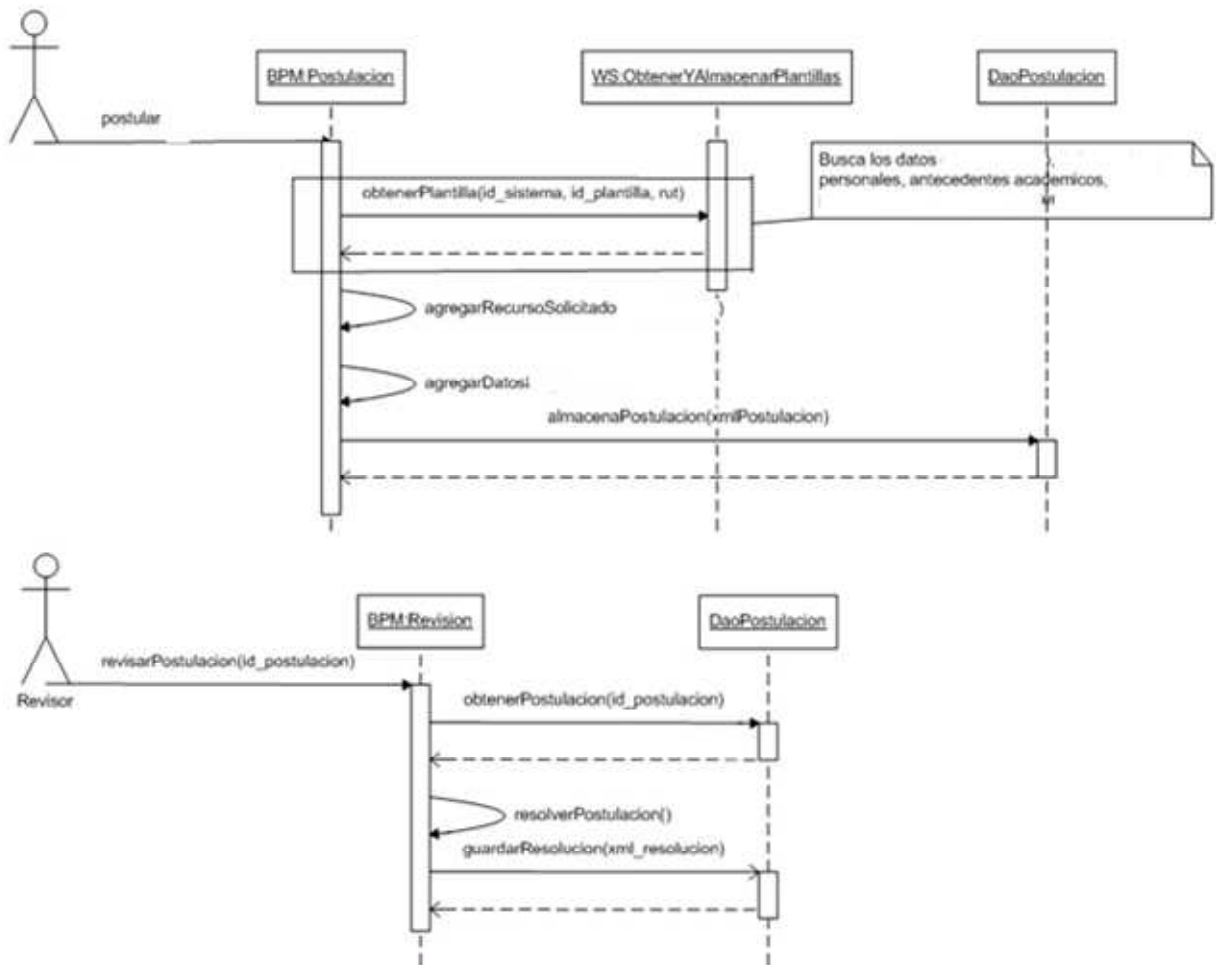 BPM:Postulacion
WS:ObtenerYAlmacenarPlantillas
DaoPostulacion
postular
Busca los datos
personales, antecedentes academicos,
obtenerPlantilla(id_sistema, id_plantilla, rut)
agregarRecursoSolicitado
agregarDatos
almacenaPostulacion(xmlPostulacion)
BPM:Revision
DaoPostulacion
revisarPostulacion(id_postulacion)
Revisor
obtenerPostulacion(id_postulacion)
resolverPostulacion()
guardarResolucion(xml_resolucion)